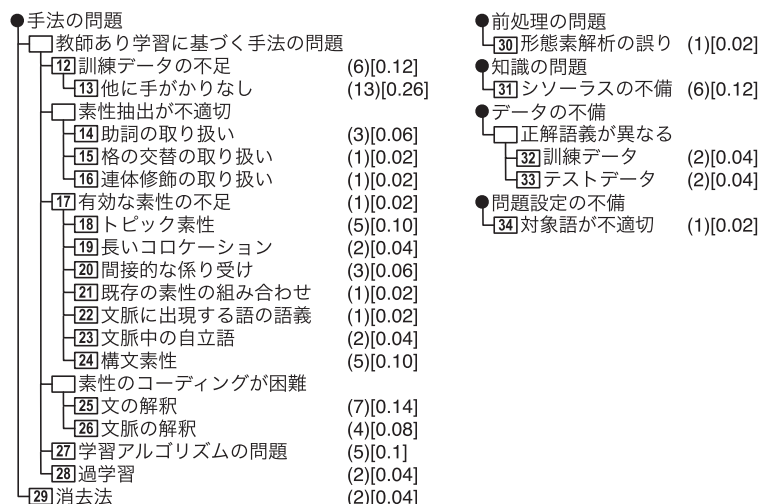 ●手法の問題
教師あり学習に基づく手法の問題
12 訓練データの不足 (6)[0.12]
13 他に手がかりなし (13)[0.26]
素性抽出が不適切
14 助詞の取り扱い (3)[0.06]
15 格の交替の取り扱い (1)[0.02]
16 連体修飾の取り扱い (1)[0.02]
17 有効な素性の不足 (1)[0.02]
18 トピック素性 (5)[0.10]
19 長いコロケーション (2)[0.04]
20 間接的な係り受け (3)[0.06]
21 既存の素性の組み合わせ (1)[0.02]
22 文脈に出現する語の語義 (1)[0.02]
23 文脈中の自立語 (2)[0.04]
24 構文素性 (5)[0.10]
素性のコーディングが困難
25 文の解釈 (7)[0.14]
26 文脈の解釈 (4)[0.08]
27 学習アルゴリズムの問題 (5)[0.1]
28 過学習 (2)[0.04]
29 消去法 (2)[0.04]
●前処理の問題
30 形態素解析の誤り (1)[0.02]
●知識の問題
31 シソーラスの不備 (6)[0.12]
●データの不備
正解語義が異なる
32 訓練データ (2)[0.04]
33 テストデータ (2)[0.04]
●問題設定の不備
34 対象語が不適切 (1)[0.02]